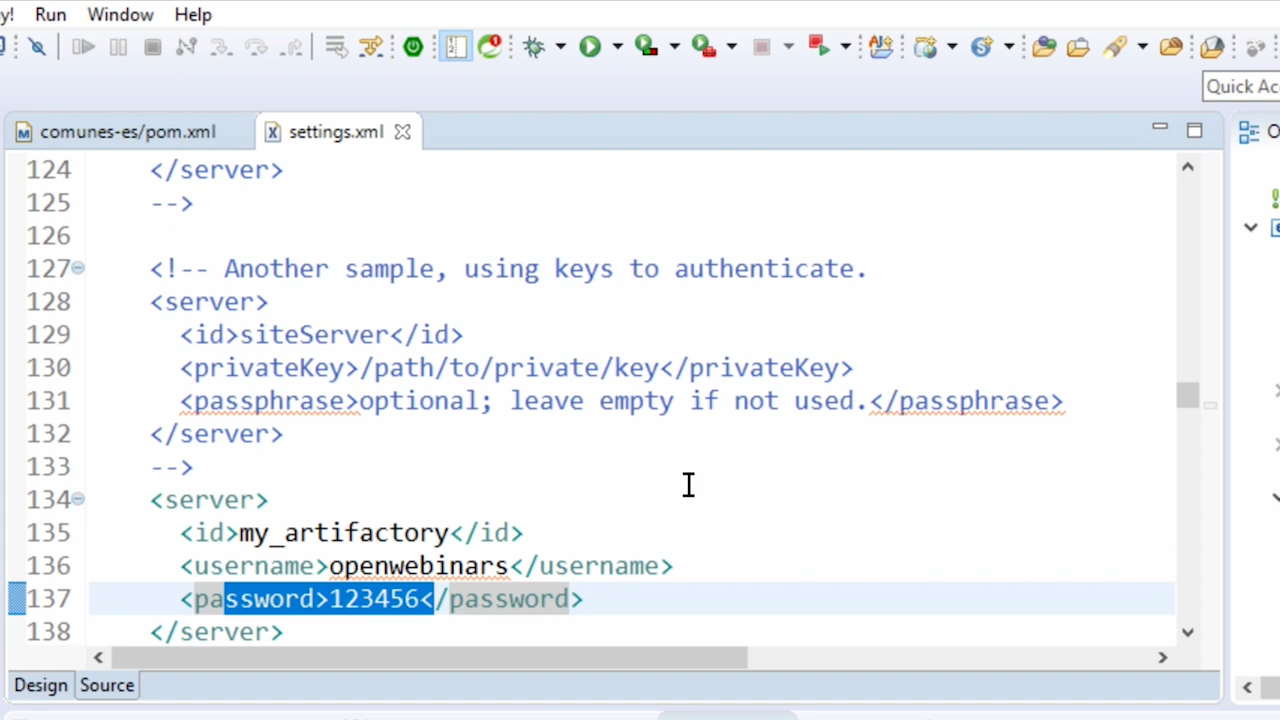 y! Run Window Help
Quick Ac
comunes-es/pom.xml settings.xml
124 </server>
125 -->
126
127 <!-- Another sample, using keys to authenticate.
128 <server>
129 <id>siteServer</id>
130 <privateKey>/path/to/private/key</privateKey>
131 <passphrase>optional; leave empty if not used.</passphrase>
132 </server>
133 -->
134 <server>
135 <id>my_artifactory</id>
136 <username>openwebinars</username>
137 <password>123456</password>
138 </server>
Design Source